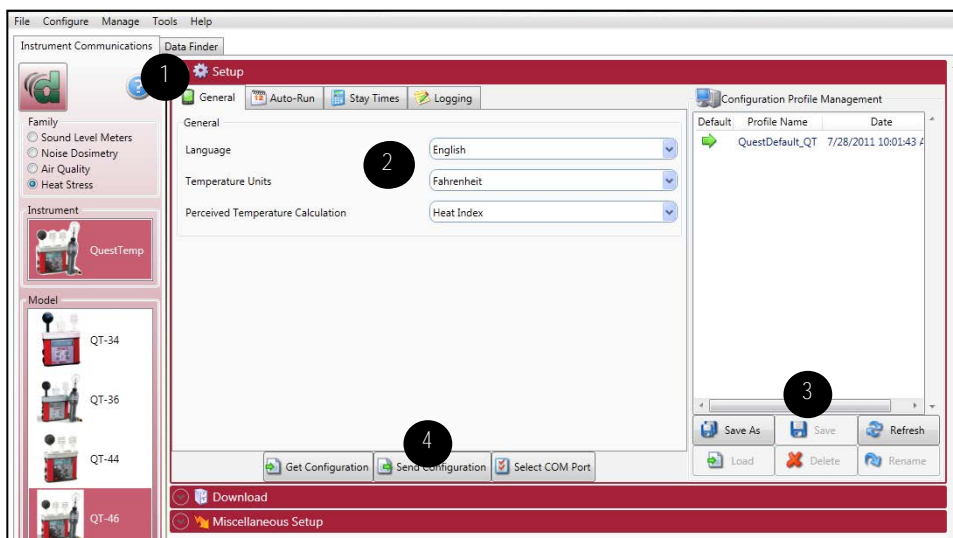 File Configure Manage Tools Help
Instrument Communications Data Finder
1 Setup
General Auto-Run Stay Times Logging
Configuration Profile Management
Family
Sound Level Meters
Noise Dosimetry
Air Quality
Heat Stress
General
Language English
2
Temperature Units Fahrenheit
Perceived Temperature Calculation Heat Index
Default Profile Name Date
QuestDefault_QT 7/28/2011 10:01:43 A
Instrument
QuestTemp
Model
QT-34
QT-36
QT-44
QT-46
3
Save As Save Refresh
Load Delete Rename
4
Get Configuration Send Configuration Select COM Port
Download
Miscellaneous Setup